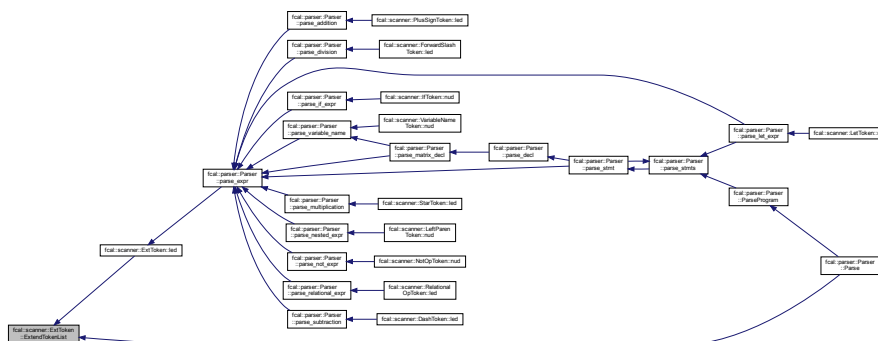 fcal::parser::Parser
::parse_addition
fcal::scanner::PlusSignToken::led
fcal::parser::Parser
::parse_division
fcal::scanner::ForwardSlash
Token::led
fcal::parser::Parser
::parse_if_expr
fcal::scanner::IfToken::nud
fcal::parser::Parser
::parse_variable_name
fcal::scanner::VariableName
Token::nud
fcal::parser::Parser
::parse_let_expr
fcal::scanner::LetToken::
fcal::parser::Parser
::parse_matrix_decl
fcal::parser::Parser
::parse_decl
fcal::parser::Parser
::parse_stmt
fcal::parser::Parser
::parse_stmts
fcal::parser::Parser
::parse_expr
fcal::parser::Parser
::parse_multiplication
fcal::scanner::StarToken::led
fcal::parser::Parser
::ParseProgram
fcal::parser::Parser
::parse_nested_expr
fcal::scanner::LeftParen
Token::nud
fcal::scanner::ExtToken::led
fcal::parser::Parser
::parse_not_expr
fcal::scanner::NotOpToken::nud
fcal::parser::Parser
::Parse
fcal::parser::Parser
::parse_relational_expr
fcal::scanner::Relational
OpToken::led
fcal::parser::Parser
::parse_subtraction
fcal::scanner::DashToken::led
fcal::scanner::ExtToken
::ExtendTokenList